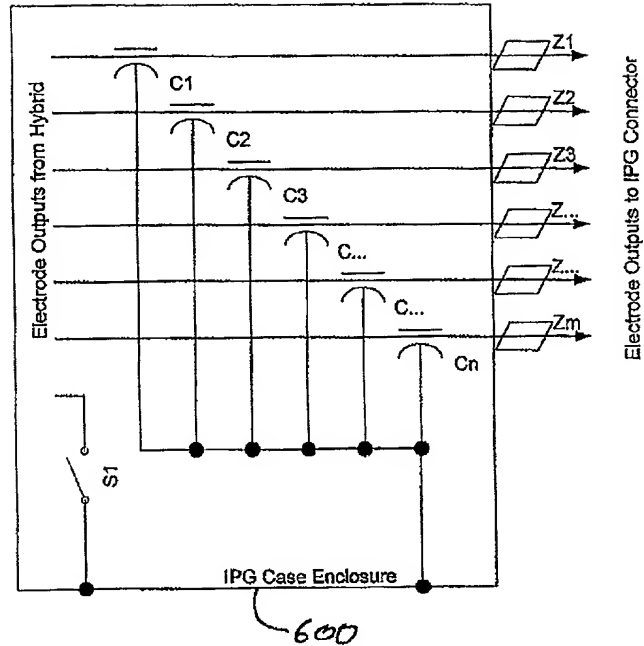 Z1
C1
Z2
C2
Z3
C3
Z...
C...
Z....
C...
Zm
Cn
Electrode Outputs from Hybrid
Electrode Outputs to IPG Connector
S1
IPG Case Enclosure
600